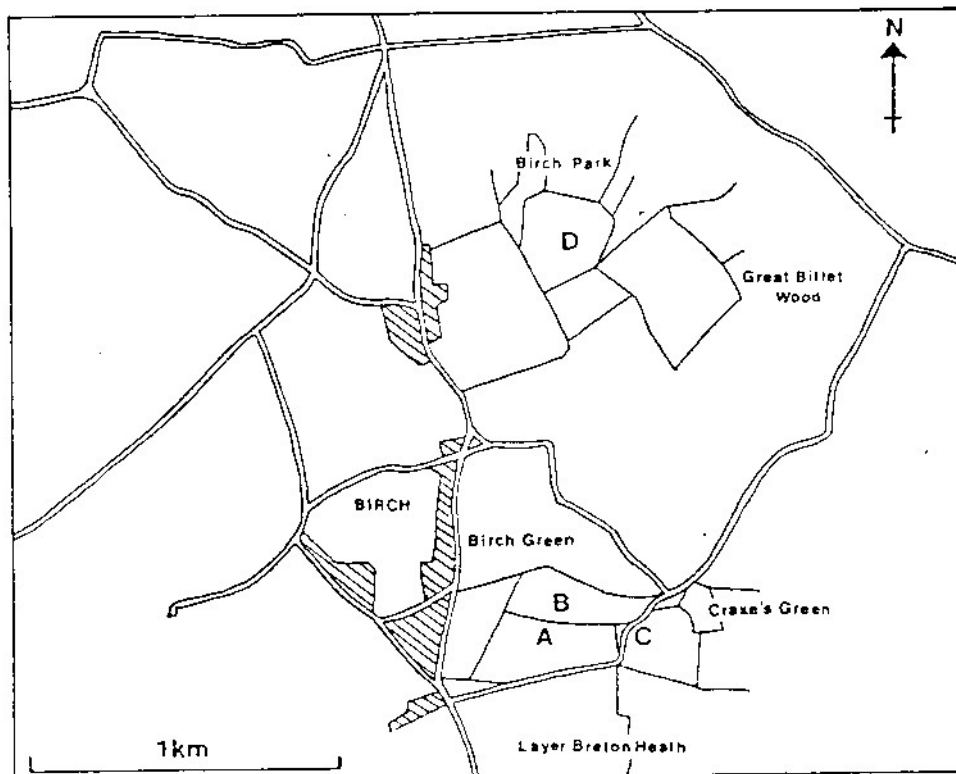 N
Birch Park
D
Great Billet
Wood
BIRCH
Birch Green
B
Craxe's Green
A
C
1km
Layer Breton Heath